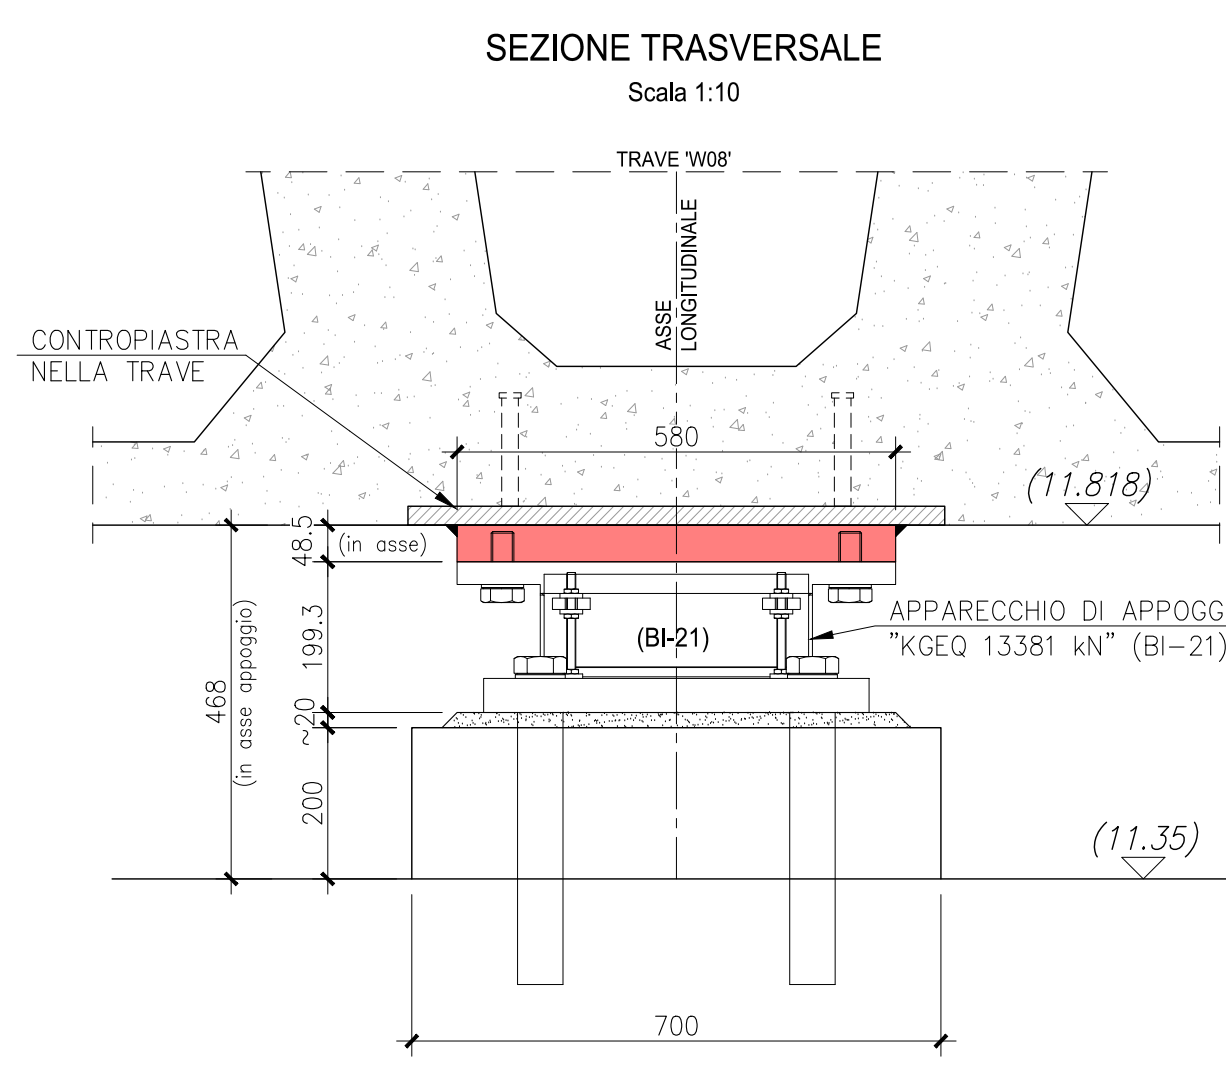 SEZIONE TRASVERSALE
Scala 1:10
TRAVE 'W08'
ASSE
LONGITUDINALE
CONTROPIASTRA
NELLA TRAVE
580
(11.818)
48.5
(in asse)
199.3
~20
200
468
(in asse appoggio)
(BI-21)
APPARECCHIO DI APPOGG
"KGEQ 13381 kN" (BI-21)
(11.35)
700